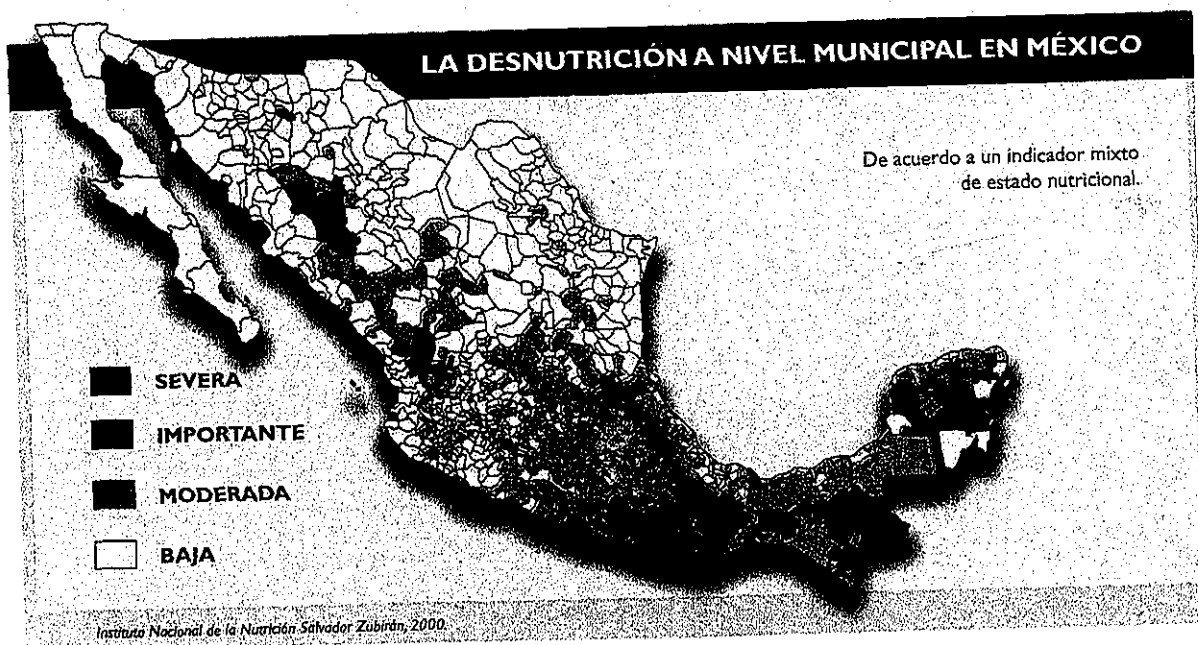 LA DESNUTRICIÓN A NIVEL MUNICIPAL EN MÉXICO
De acuerdo a un indicador mixto
de estado nutricional.
SEVERA
IMPORTANTE
MODERADA
BAJA
Instituto Nacional de la Nutrición Salvador Zubirán, 2000.